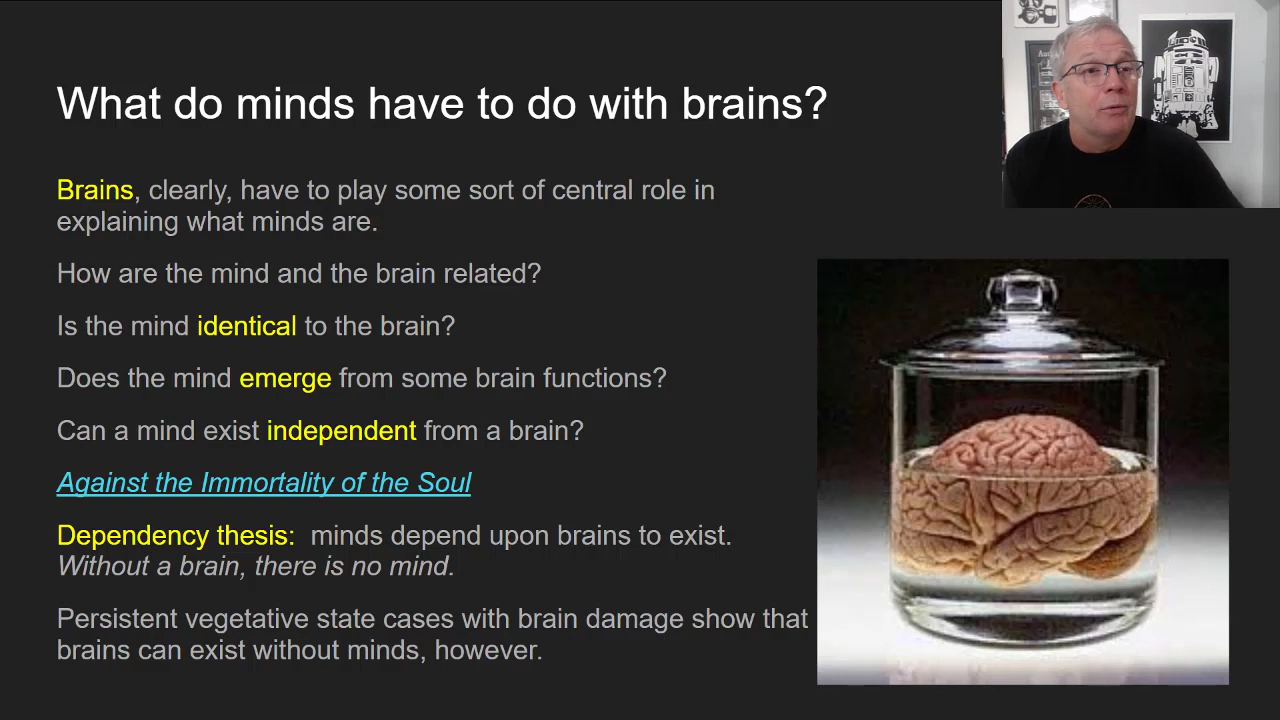 What do minds have to do with brains?
Brains, clearly, have to play some sort of central role in
explaining what minds are.
How are the mind and the brain related?
Is the mind identical to the brain?
Does the mind emerge from some brain functions?
Can a mind exist independent from a brain?
Against the Immortality of the Soul
Dependency thesis:  minds depend upon brains to exist.
Without a brain, there is no mind.
Persistent vegetative state cases with brain damage show that
brains can exist without minds, however.